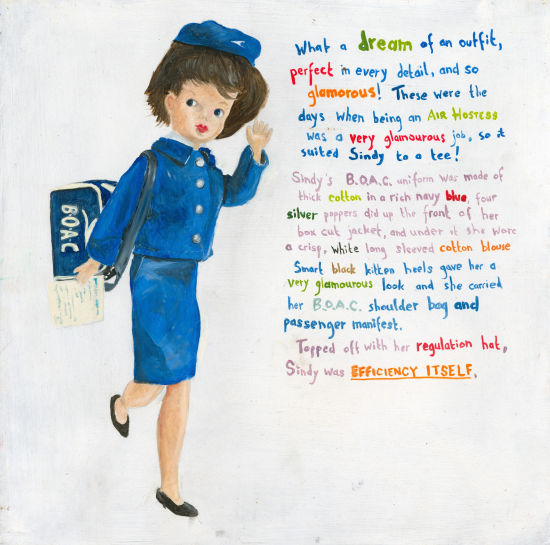 What a dream of an outfit,
perfect in every detail, and so
glamorous! These were the
days when being an AIR HOSTESS
was a very glamourous job, so it
suited Sindy to a tee!
Sindy's B.O.A.C. uniform was made of
thick cotton in a rich navy blue, four
silver poppers did up the front of her
box cut jacket, and under it she wore
a crisp, white long sleeved cotton blouse
Smart black kitten heels gave her a
very glamourous look and she carried
her B.O.A.C. shoulder bag and
passenger manifest.
Topped off with her regulation hat,
Sindy was EFFICIENCY ITSELF.
BOAC